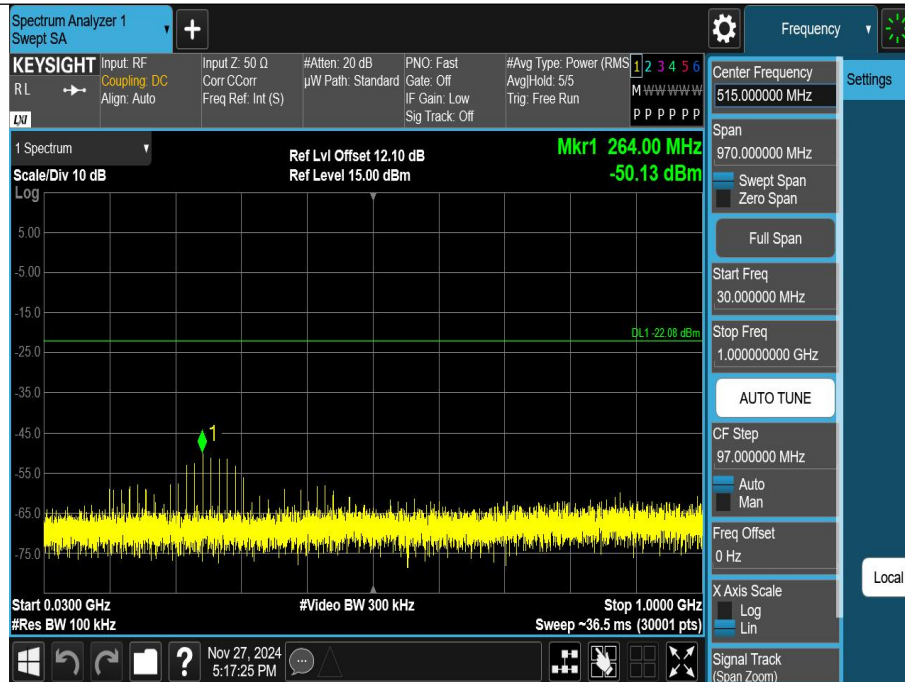 Spectrum Analyzer 1
Swept SA
Frequency
KEYSIGHT
R L
LXI
Input: RF
Coupling: DC
Align: Auto
Input Z: 50 Ω
Corr CCorr
Freq Ref: Int (S)
#Atten: 20 dB
µW Path: Standard
PNO: Fast
Gate: Off
IF Gain: Low
Sig Track: Off
#Avg Type: Power (RMS
Avg|Hold: 5/5
Trig: Free Run
1 2 3 4 5 6
M W W W W W
P P P P P P
1 Spectrum
Scale/Div 10 dB
Log
Ref Lvl Offset 12.10 dB
Ref Level 15.00 dBm
Mkr1 264.00 MHz
-50.13 dBm
5.00
-5.00
-15.0
DL1 -22.08 dBm
-25.0
-35.0
-45.0
1
-55.0
-65.0
-75.0
Start 0.0300 GHz
#Res BW 100 kHz
#Video BW 300 kHz
Stop 1.0000 GHz
Sweep ~36.5 ms (30001 pts)
Nov 27, 2024
5:17:25 PM
Center Frequency
515.000000 MHz
Settings
Span
970.000000 MHz
Swept Span
Zero Span
Full Span
Start Freq
30.000000 MHz
Stop Freq
1.000000000 GHz
AUTO TUNE
CF Step
97.000000 MHz
Auto
Man
Freq Offset
0 Hz
Local
X Axis Scale
Log
Lin
Signal Track
(Span Zoom)